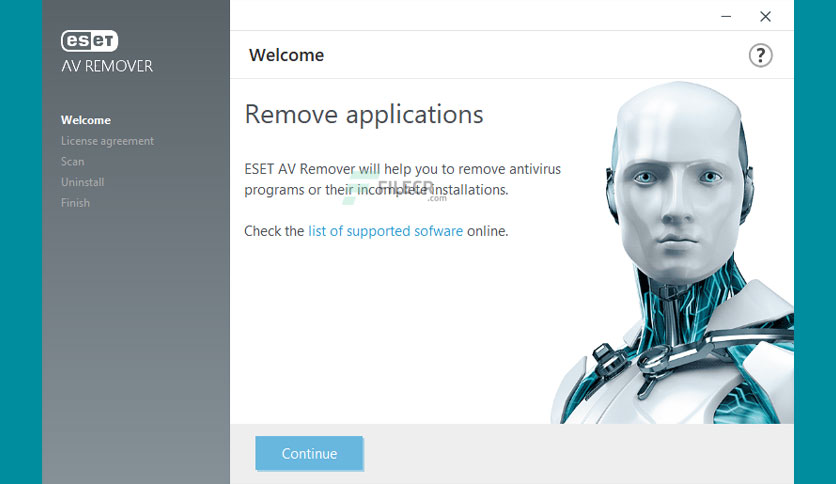 eseT
AV REMOVER
Welcome
License agreement
Scan
Uninstall
Finish
Welcome
?
Remove applications
ESET AV Remover will help you to remove antivirus
programs or their incomplete installations.
FILECR
.com
Check the list of supported sofware online.
Continue